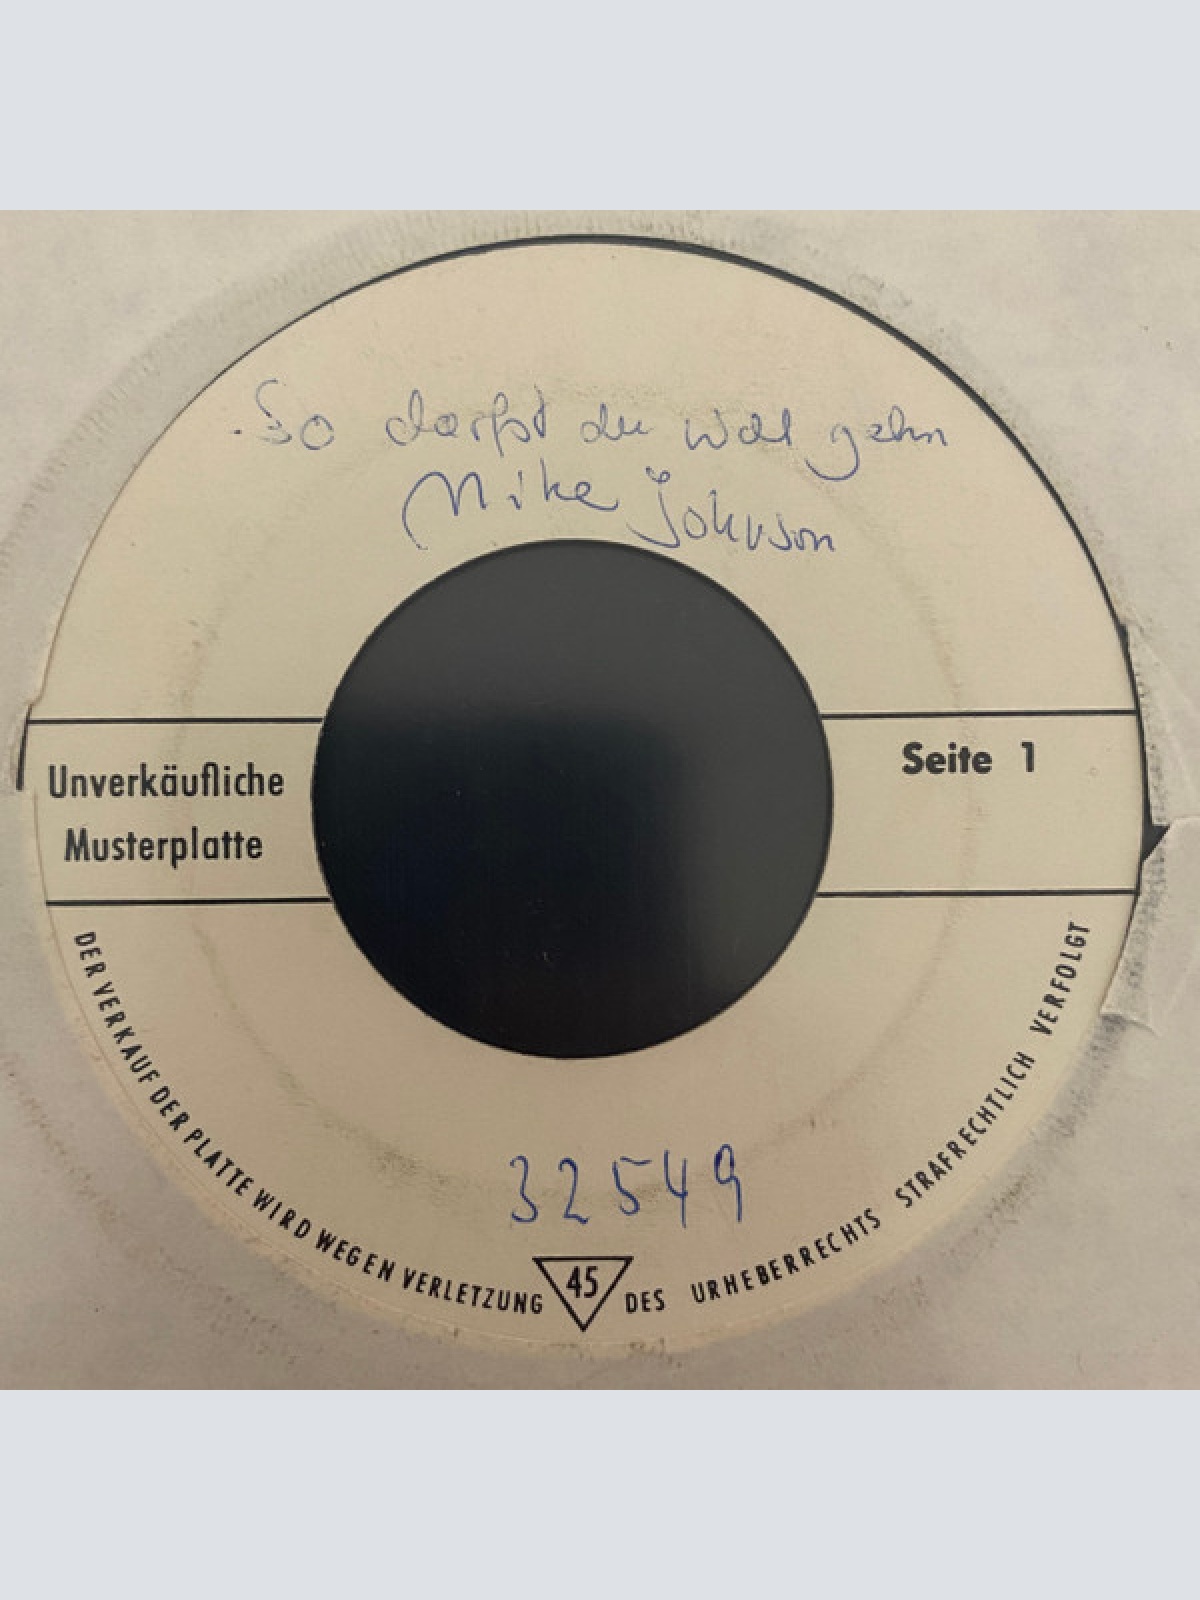 So darfst du nicht gehn
Mike Johnson
Seite 1
Unverkäufliche
Musterplatte
32549
45
DER VERKAUF DER PLATTE WIRD WEGEN VERLETZUNG DES URHEBERRECHTS STRAFRECHTLICH VERFOLGT